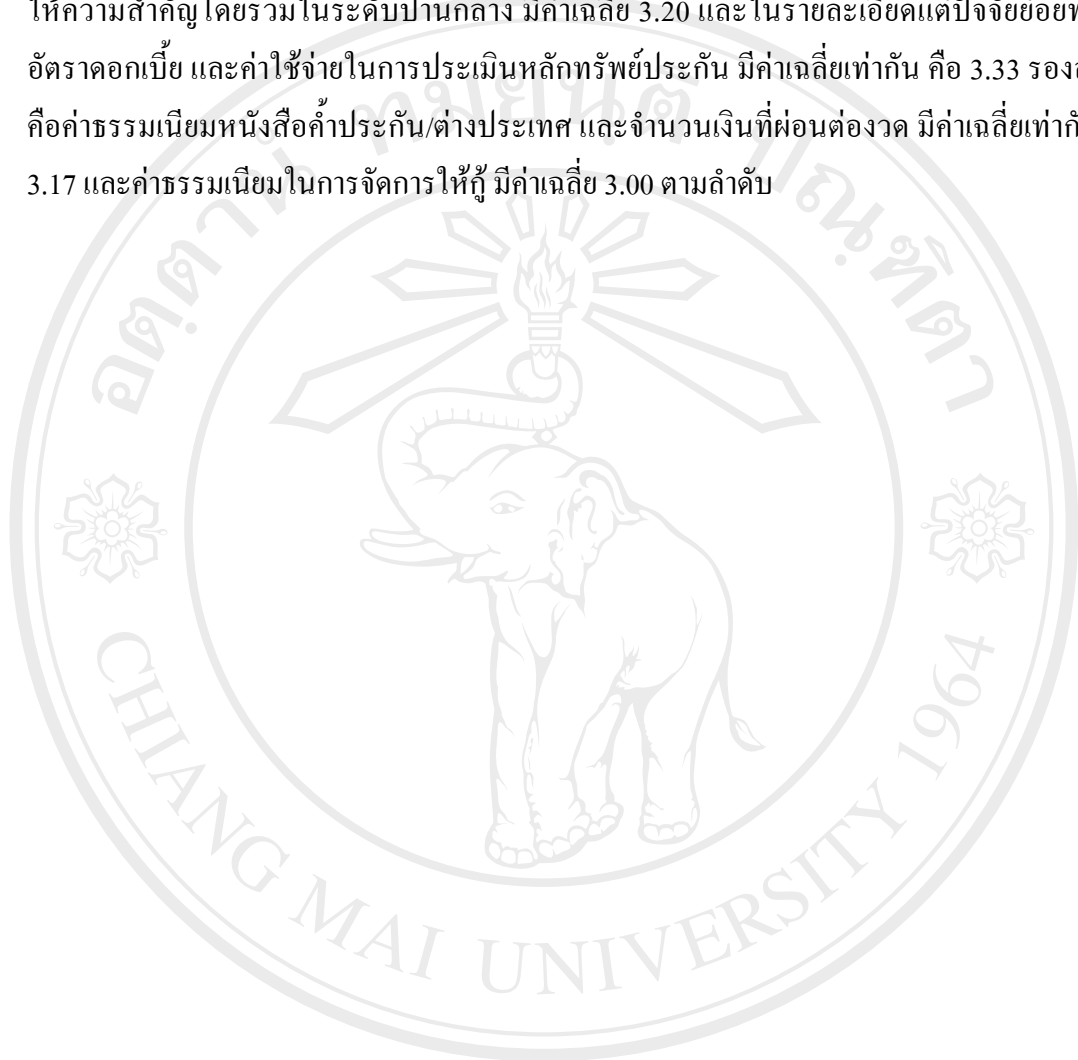 ให้ความสำคัญโดยรวมในระดับปานกลาง มีค่าเฉลี่ย 3.20 และในรายละเอียดแต่ปัจจัยย่อย
อัตราดอกเบี้ย และค่าใช้จ่ายในการประเมินหลักทรัพย์ประกัน มีค่าเฉลี่ยเท่ากัน คือ 3.33
คือค่าธรรมเนียมหนังสือค้ำประกัน/ต่างประเทศ และจำนวนเงินที่ผ่อนต่องวด มีค่าเฉลี่ย
3.17 และค่าธรรมเนียมในการจัดการให้กู้ มีค่าเฉลี่ย 3.00 ตามลำดับ
CHIANG MAI UNIVERSITY 1964